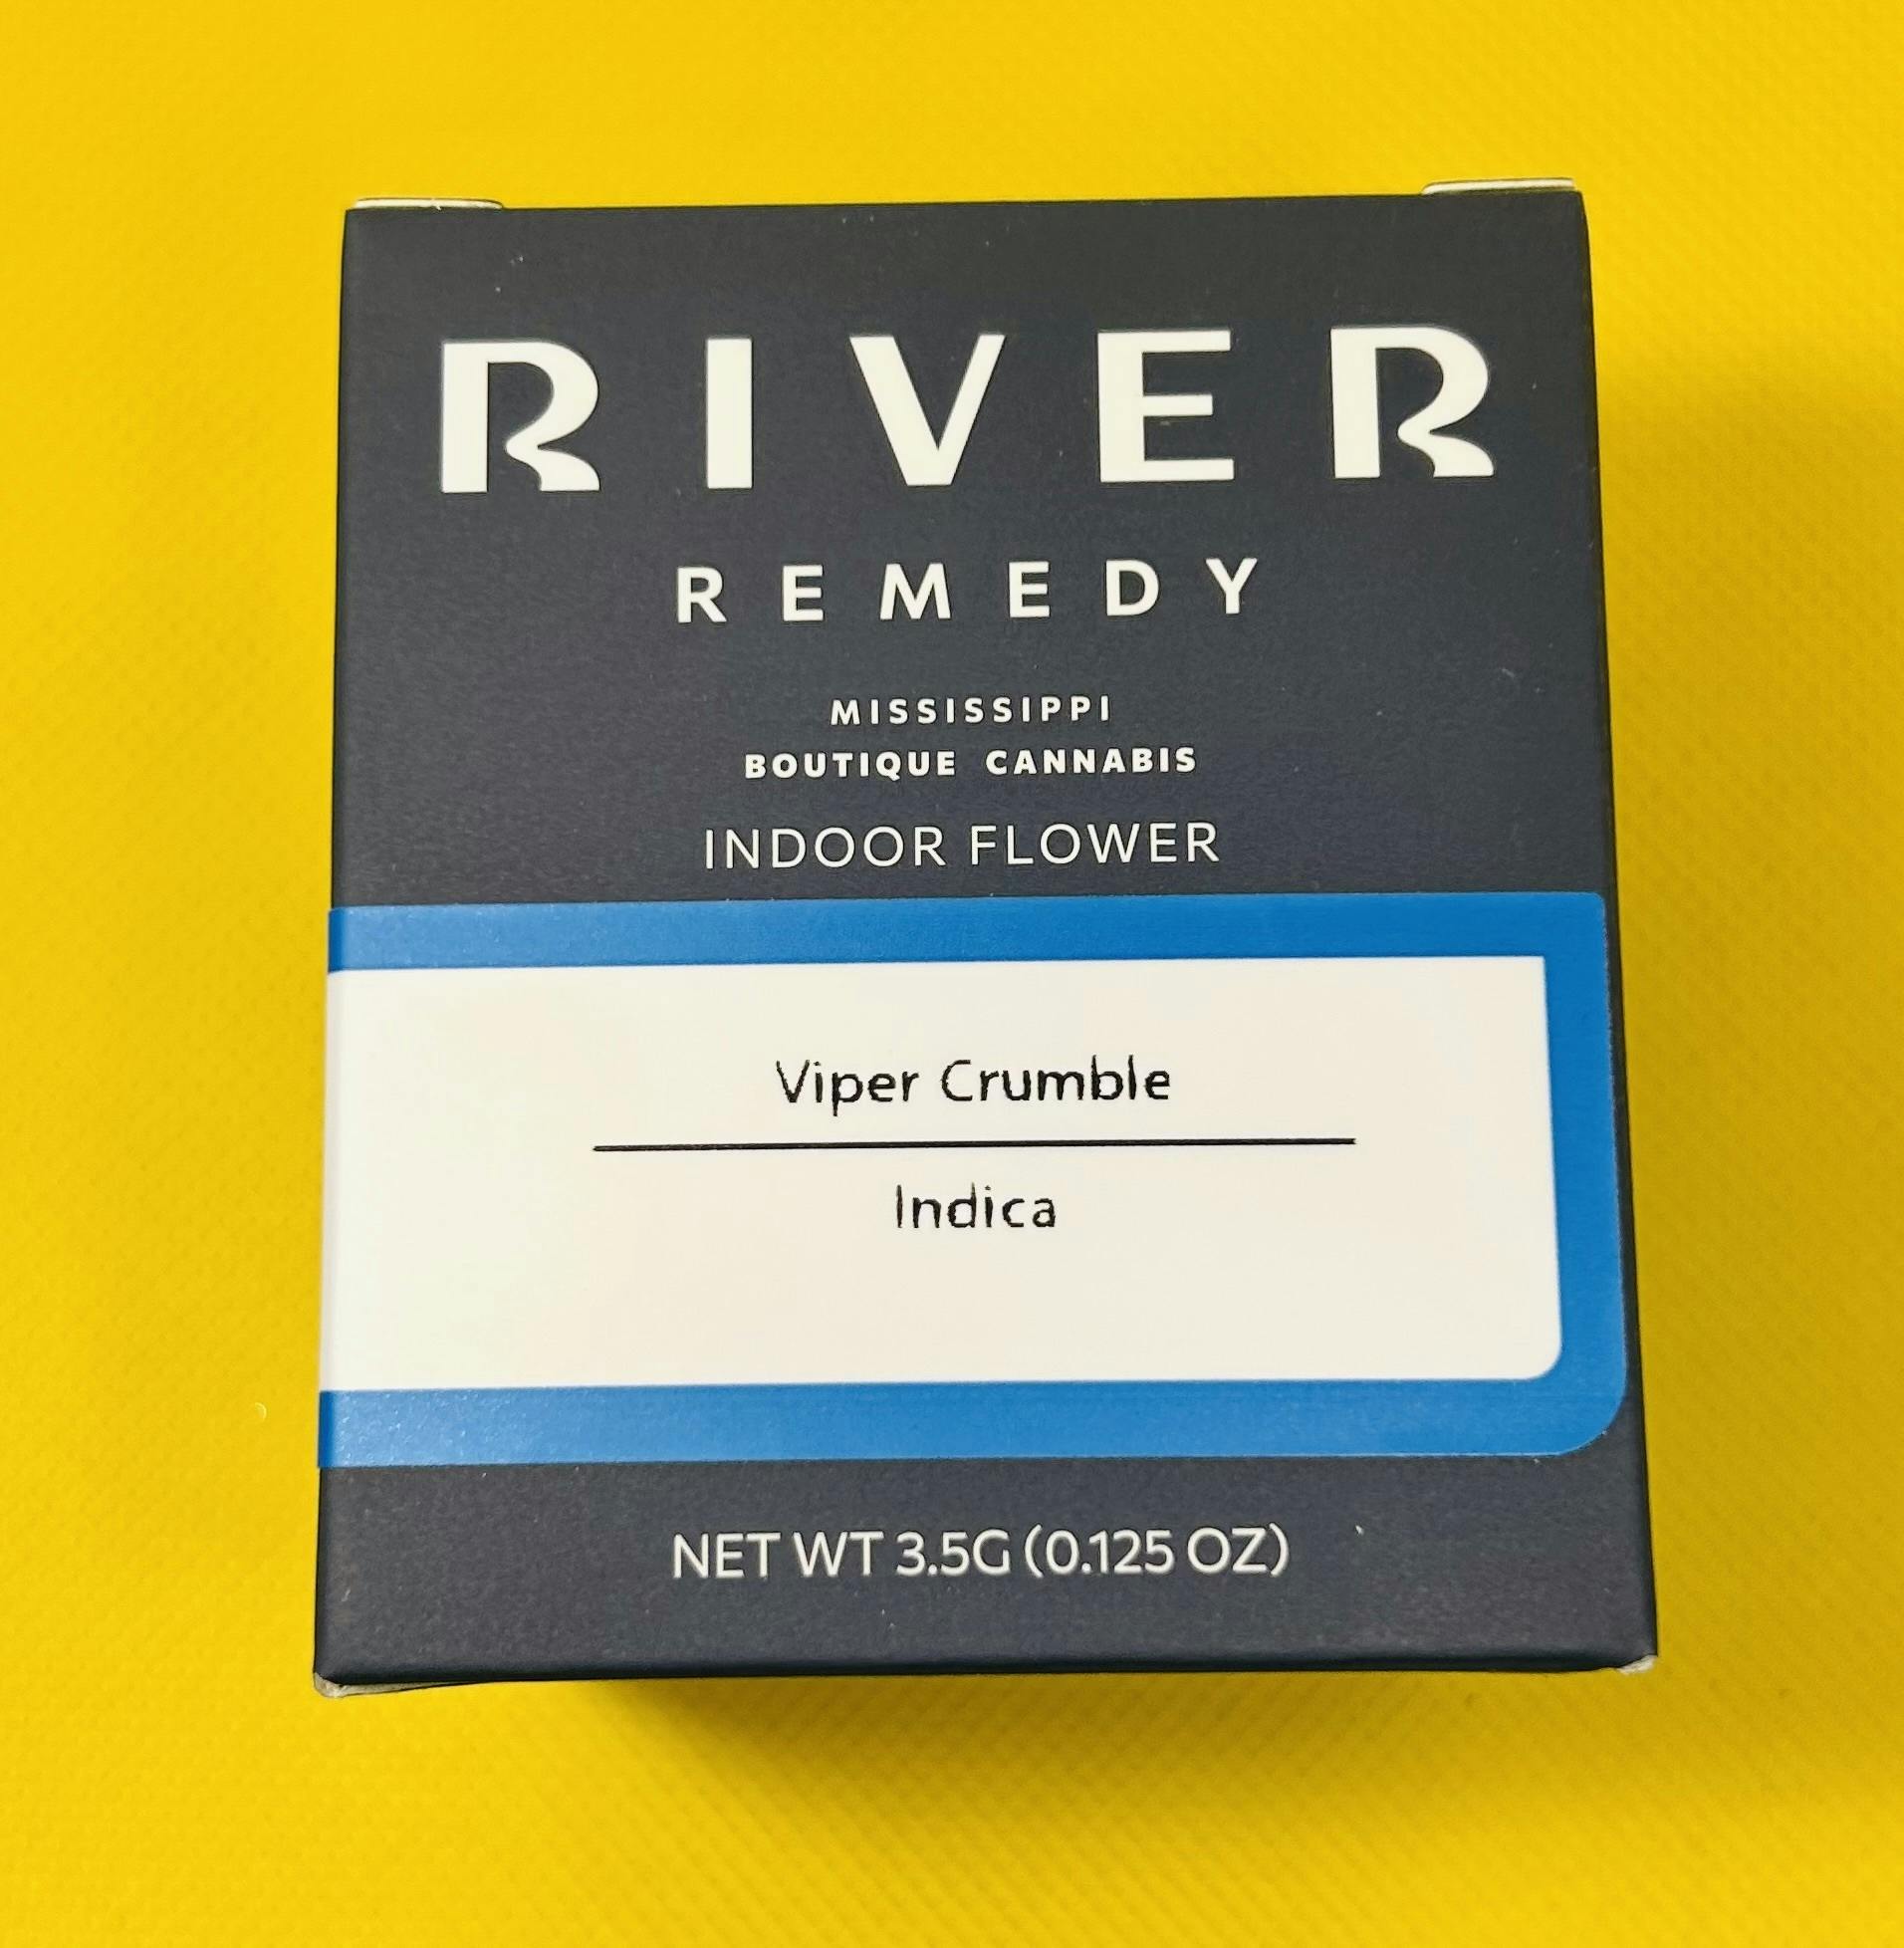 RIVER
REMEDY
MISSISSIPPI
BOUTIQUE CANNABIS
INDOOR FLOWER
Viper Crumble
Indica
NET WT 3.5G (0.125 OZ)